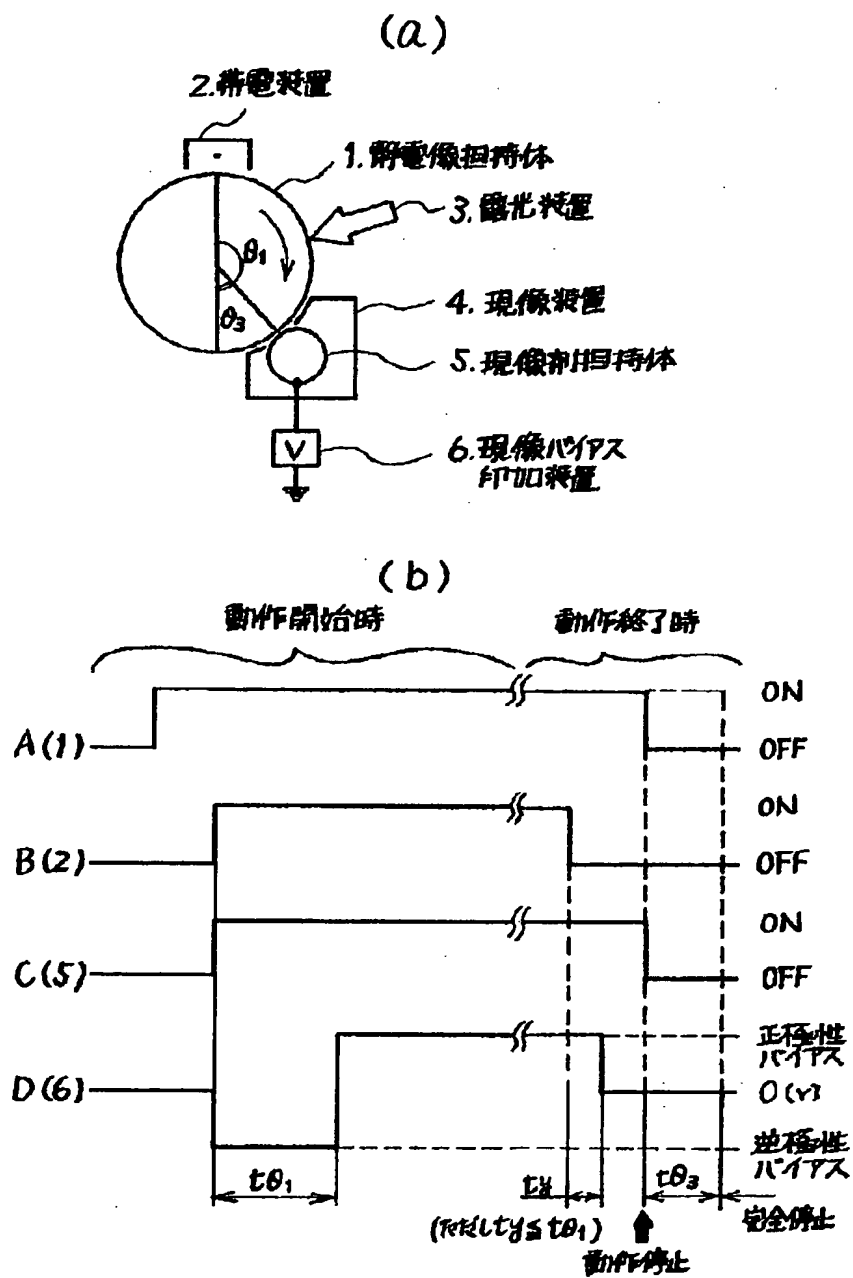 (a)
2.帯電装置
1.静電像担持体
3.露光装置
θ1
θ3
4.現像装置
5.現像剤担持体
V
6.現像バイアス
印加装置
(b)
動作開始時
動作終了時
A(1)
ON
OFF
B(2)
ON
OFF
C(5)
ON
OFF
D(6)
正極性
バイアス
0(V)
逆極性
バイアス
tθ1
ty
tθ3
(ただしty≦tθ1)
動作停止
完全停止